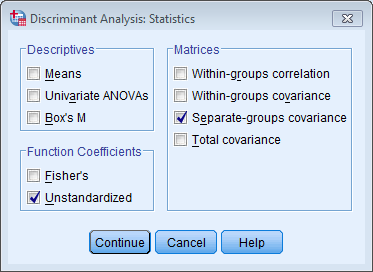 Discriminant Analysis: Statistics
Descriptives
Means
Univariate ANOVAs
Box's M
Function Coefficients
Fisher's
Unstandardized
Matrices
Within-groups correlation
Within-groups covariance
Separate-groups covariance
Total covariance
Continue
Cancel
Help